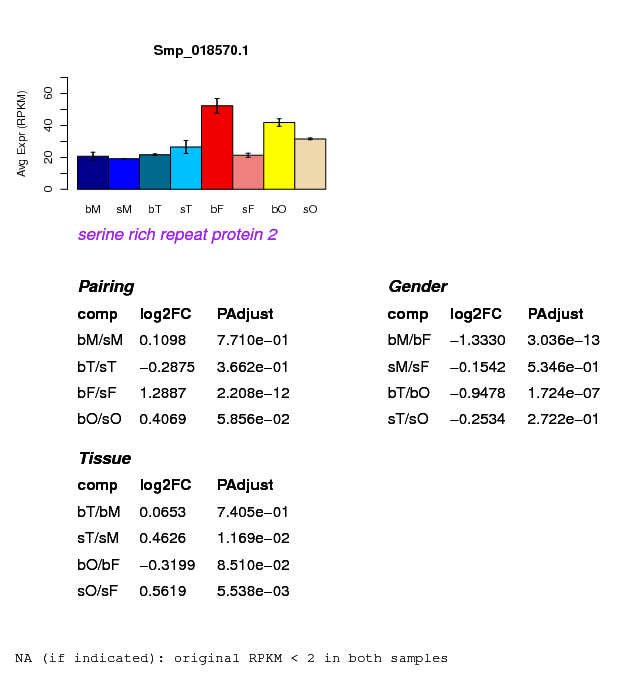 Smp_018570.1
Avg Expr (RPKM)
0 20 40 60
bM sM bT sT bF sF bO sO
serine rich repeat protein 2
Pairing
comp log2FC PAdjust
bM/sM 0.1098 7.710e−01
bT/sT −0.2875 3.662e−01
bF/sF 1.2887 2.208e−12
bO/sO 0.4069 5.856e−02
Gender
comp log2FC PAdjust
bM/bF −1.3330 3.036e−13
sM/sF −0.1542 5.346e−01
bT/bO −0.9478 1.724e−07
sT/sO −0.2534 2.722e−01
Tissue
comp log2FC PAdjust
bT/bM 0.0653 7.405e−01
sT/sM 0.4626 1.169e−02
bO/bF −0.3199 8.510e−02
sO/sF 0.5619 5.538e−03
NA (if indicated): original RPKM < 2 in both samples